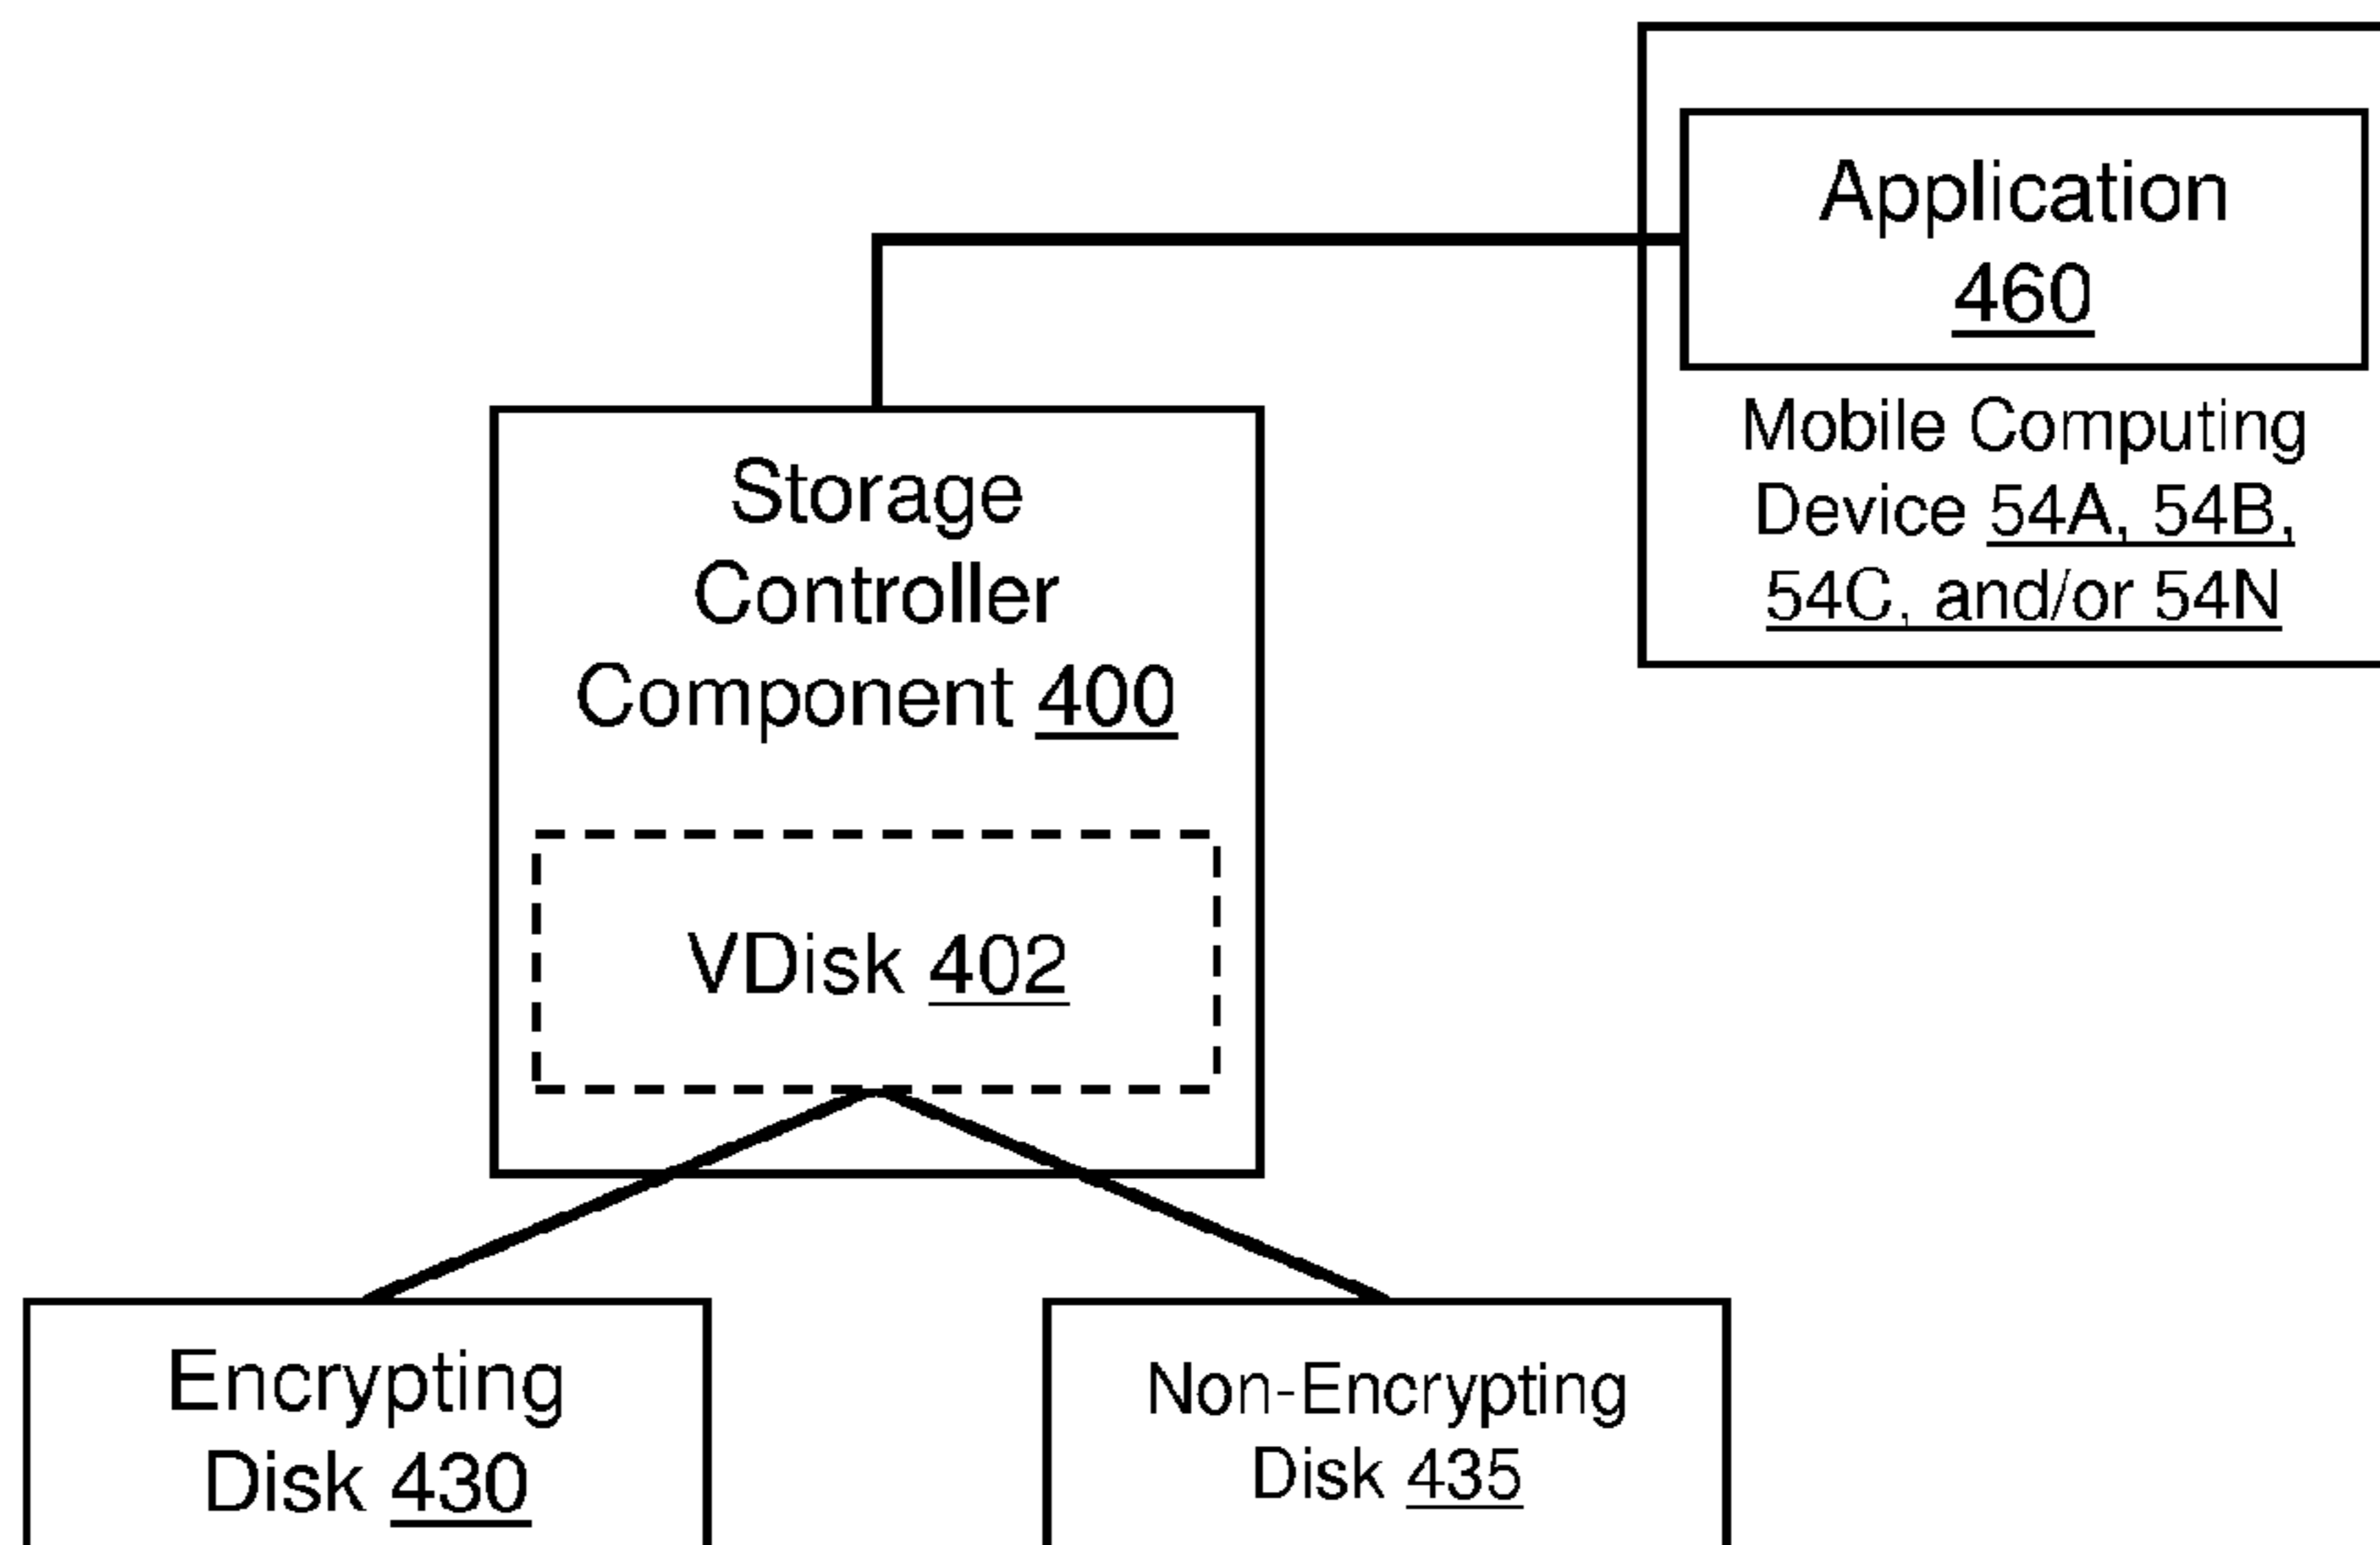 Application
460
Mobile Computing
Device 54A, 54B,
54C, and/or 54N
Storage
Controller
Component 400
VDisk 402
Encrypting
Disk 430
Non-Encrypting
Disk 435